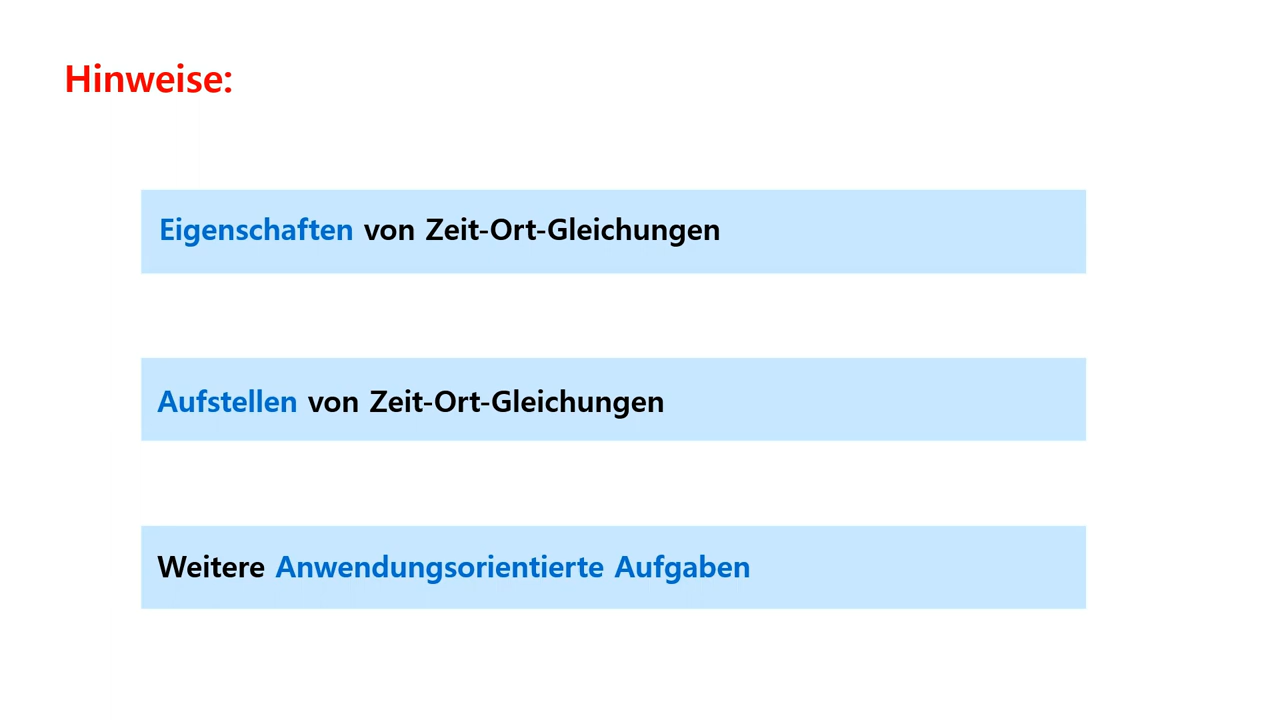 Hinweise:
Eigenschaften von Zeit-Ort-Gleichungen
Aufstellen von Zeit-Ort-Gleichungen
Weitere Anwendungsorientierte Aufgaben